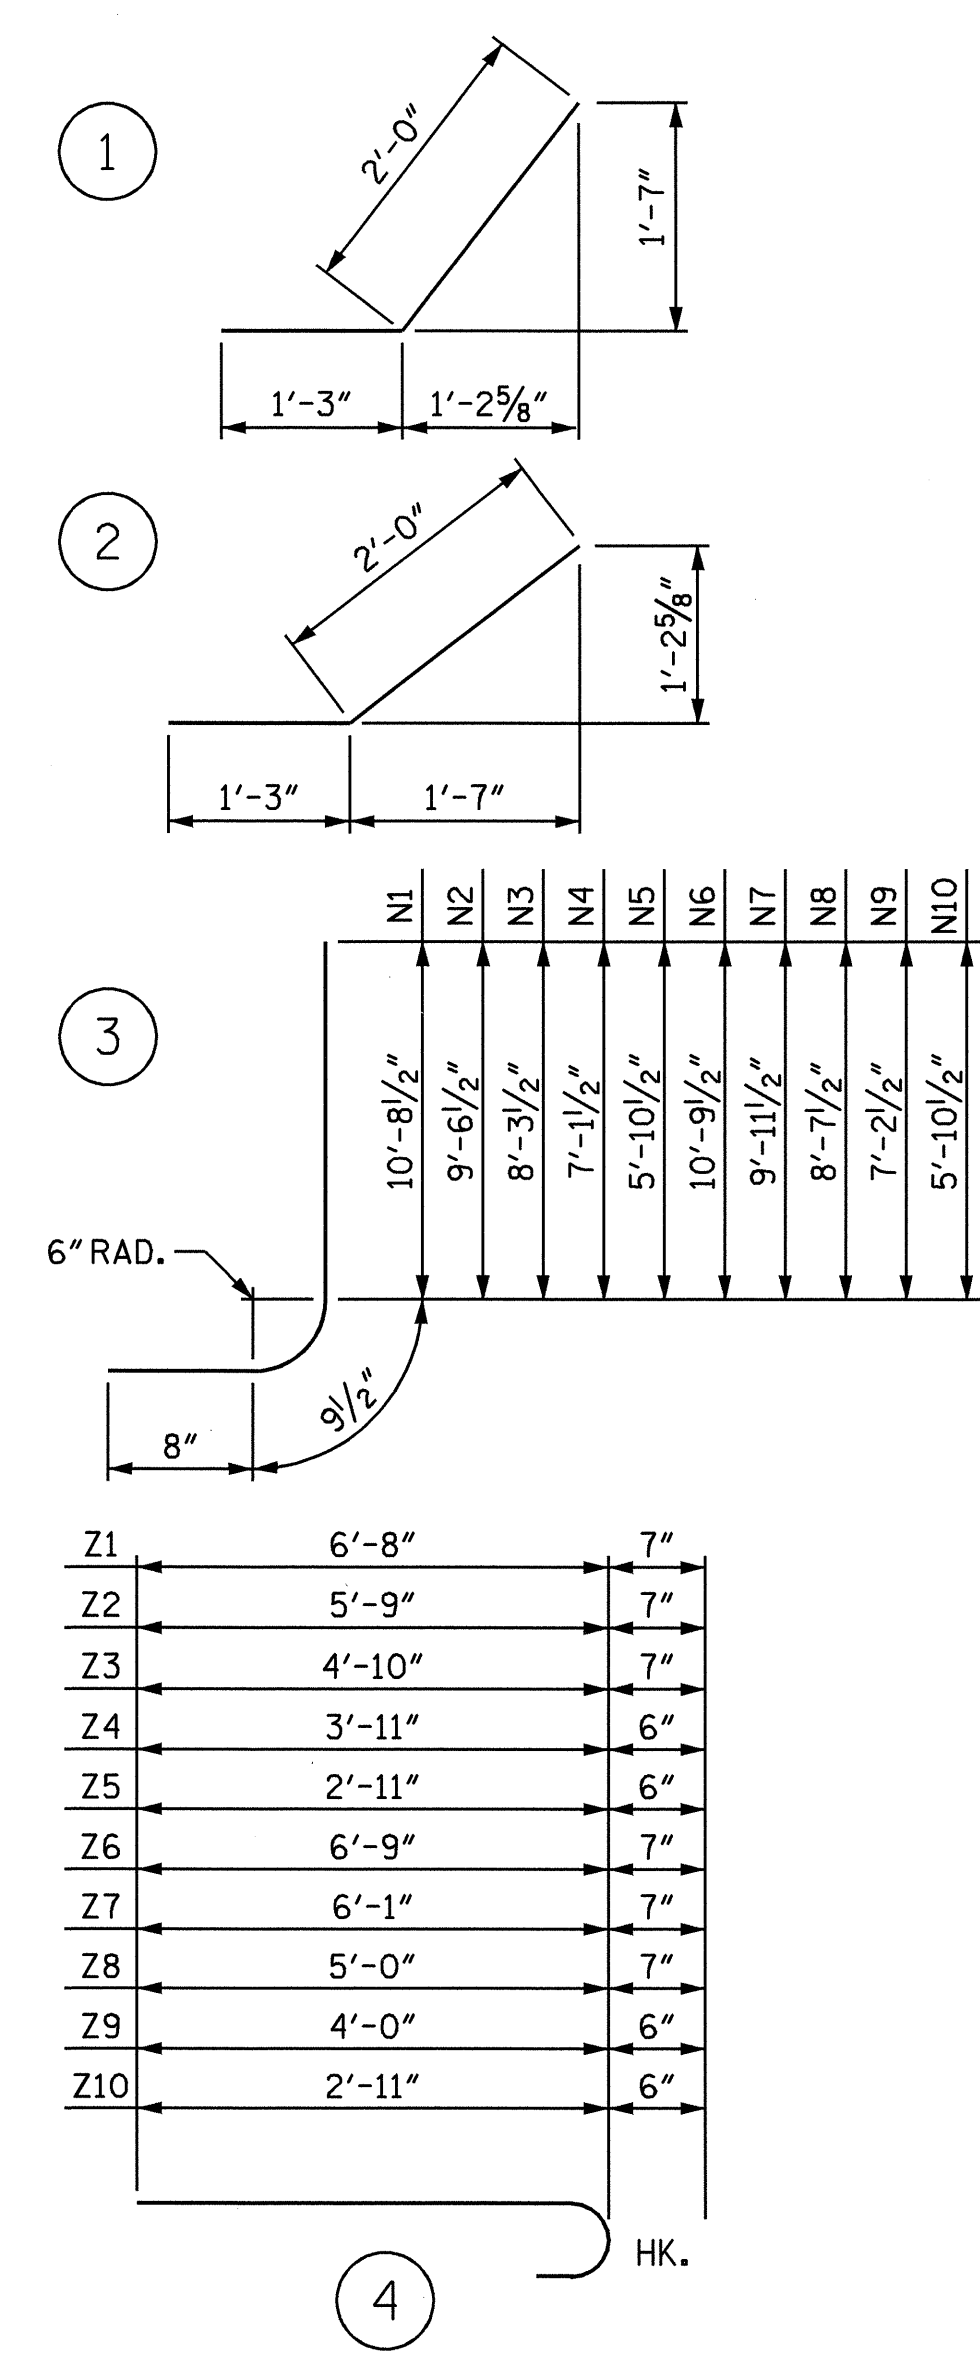 1
2'-0"
1'-7"
1'-3" 1'-2⅝"
2
2'-0"
1'-2⅝"
1'-3" 1'-7"
N1 N2 N3 N4 N5 N6 N7 N8 N9 N10
3
10'-8½" 9'-6½" 8'-3½" 7'-1½" 5'-10½" 10'-9½" 9'-11½" 8'-7½" 7'-2½" 5'-10½"
6" RAD.
9½"
8"
Z1 6'-8" 7"
Z2 5'-9" 7"
Z3 4'-10" 7"
Z4 3'-11" 6"
Z5 2'-11" 6"
Z6 6'-9" 7"
Z7 6'-1" 7"
Z8 5'-0" 7"
Z9 4'-0" 6"
Z10 2'-11" 6"
HK.
4